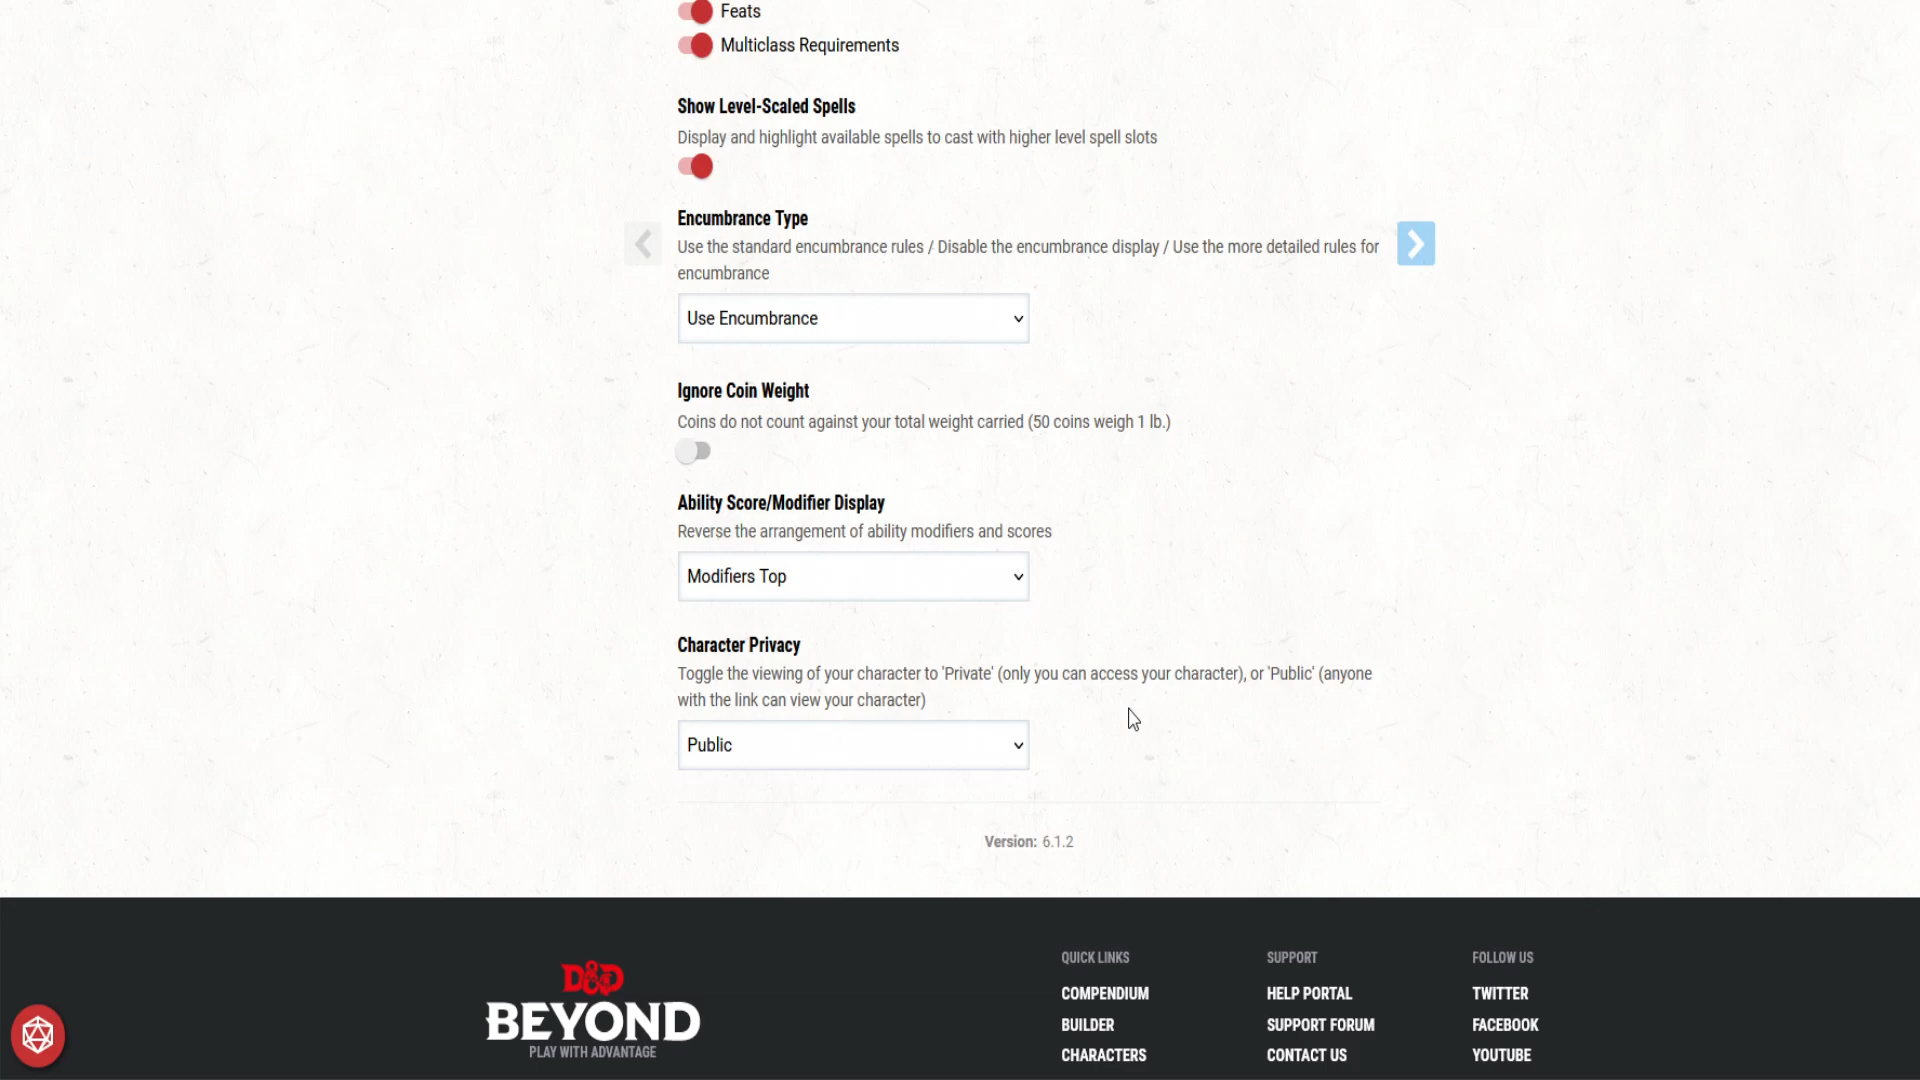 Feats
Multiclass Requirements
Show Level-Scaled Spells
Display and highlight available spells to cast with higher level spell slots
Encumbrance Type
Use the standard encumbrance rules / Disable the encumbrance display / Use the more detailed rules for
encumbrance
Use Encumbrance
Ignore Coin Weight
Coins do not count against your total weight carried (50 coins weigh 1 lb.)
Ability Score/Modifier Display
Reverse the arrangement of ability modifiers and scores
Modifiers Top
Character Privacy
Toggle the viewing of your character to 'Private' (only you can access your character), or 'Public' (anyone
with the link can view your character)
Public
Version: 6.1.2
D&D
BEYOND
PLAY WITH ADVANTAGE
QUICK LINKS
COMPENDIUM
BUILDER
CHARACTERS
SUPPORT
HELP PORTAL
SUPPORT FORUM
CONTACT US
FOLLOW US
TWITTER
FACEBOOK
YOUTUBE